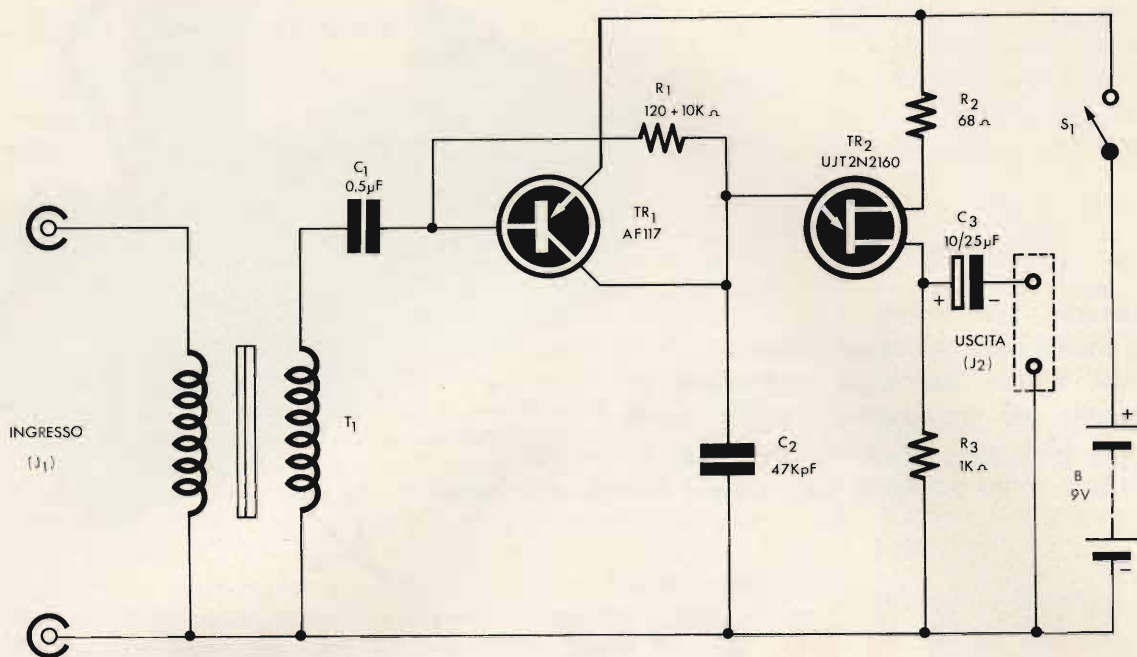 R1
120 + 10K Ω
R2
68 Ω
S1
TR2
UJT2N2160
C1
0.5µF
TR1
AF117
C3
10/25µF
+
-
USCITA
(J2)
T1
INGRESSO
(J1)
C2
47KpF
R3
1K Ω
+
B
9V
-